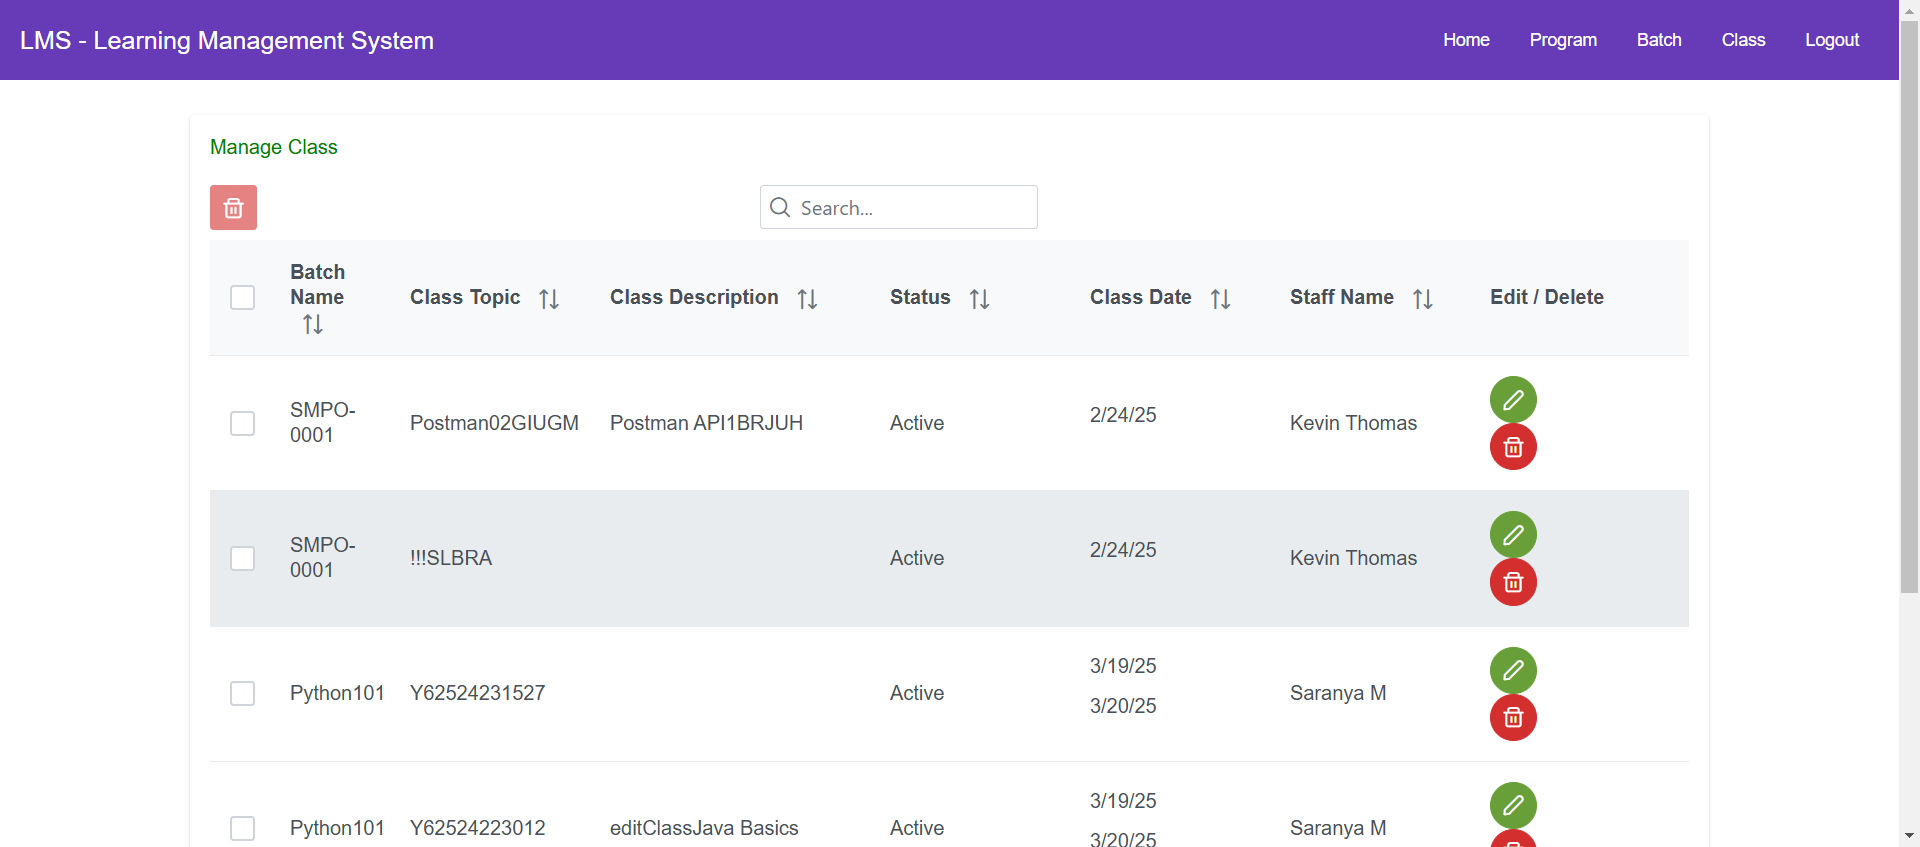 LMS - Learning Management System
Home Program Batch Class Logout
Manage Class
Search...
Batch Name Class Topic Class Description Status Class Date Staff Name Edit / Delete
SMPO-0001 Postman02GIUGM Postman API1BRJUH Active 2/24/25 Kevin Thomas
SMPO-0001 !!!SLBRA Active 2/24/25 Kevin Thomas
Python101 Y62524231527 Active 3/19/25 3/20/25 Saranya M
Python101 Y62524223012 editClassJava Basics Active 3/19/25 3/20/25 Saranya M